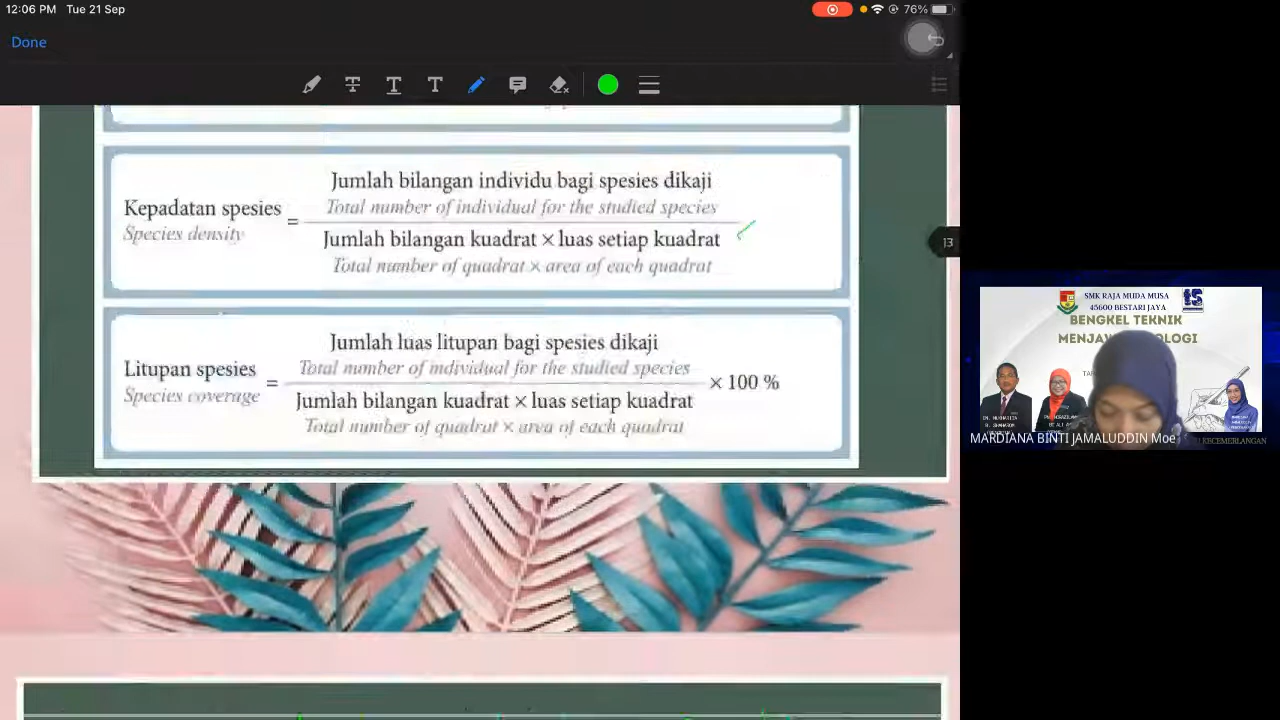 12:06 PM Tue 21 Sep
76%
Done
Jumlah bilangan individu bagi spesies dikaji
Total number of individual for the studied species
Kepadatan spesies
=
Species density
Jumlah bilangan kuadrat × luas setiap kuadrat
Total number of quadrat × area of each quadrat
13
Jumlah luas litupan bagi spesies dikaji
Total number of individual for the studied species
Litupan spesies
=
Species coverage
× 100 %
Jumlah bilangan kuadrat × luas setiap kuadrat
Total number of quadrat × area of each quadrat
SMK RAJA MUDA MUSA
45600 BESTARI JAYA
ts
BENGKEL TEKNIK
MARDIANA BINTI JAMALUDDIN Moe
KECEMERLANGAN